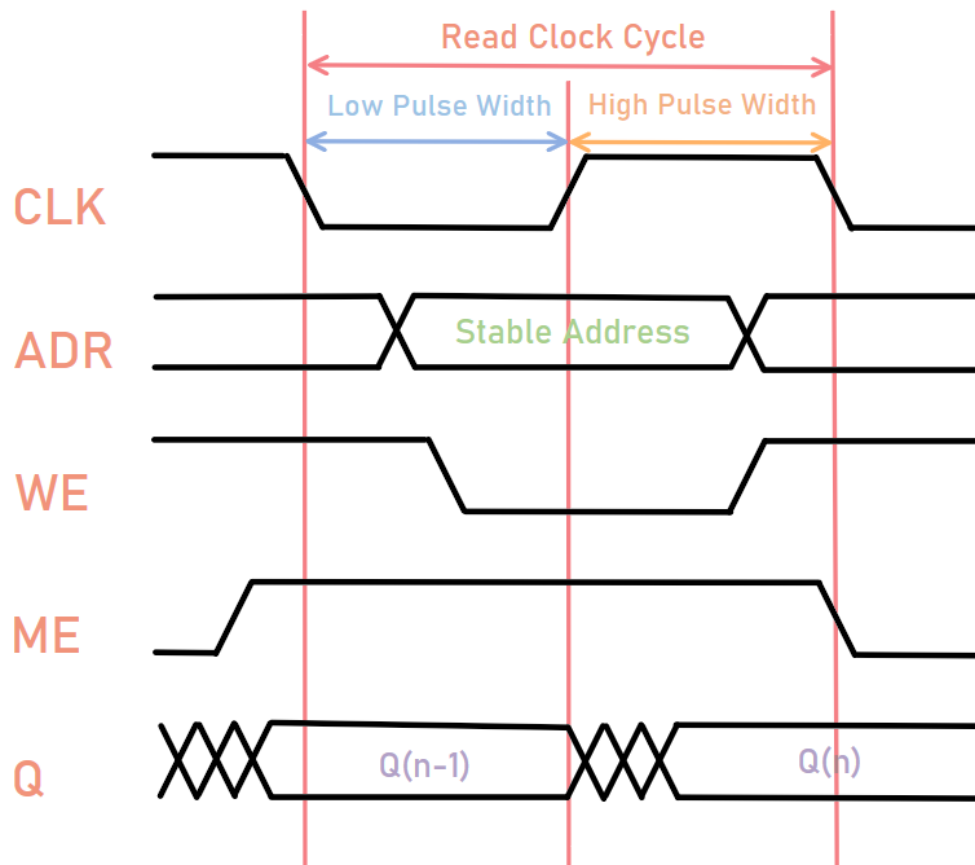 Read Clock Cycle
Low Pulse Width
High Pulse Width
CLK
ADR
Stable Address
WE
ME
Q
Q(n-1)
Q(n)